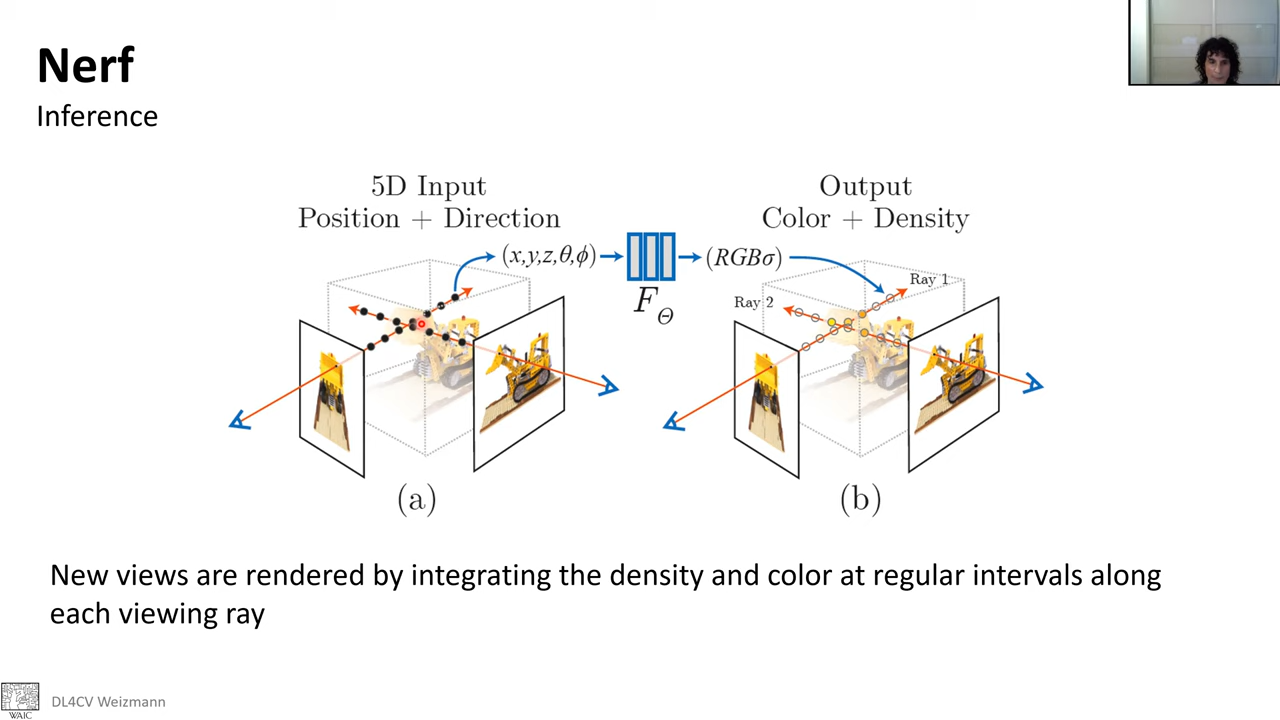 Nerf
Inference
5D Input
Position + Direction
Output
Color + Density
(x,y,z,θ,ϕ)
(RGBσ)
F_Θ
Ray 1
Ray 2
(a)
(b)
New views are rendered by integrating the density and color at regular intervals along
each viewing ray
DL4CV Weizmann
WAIC